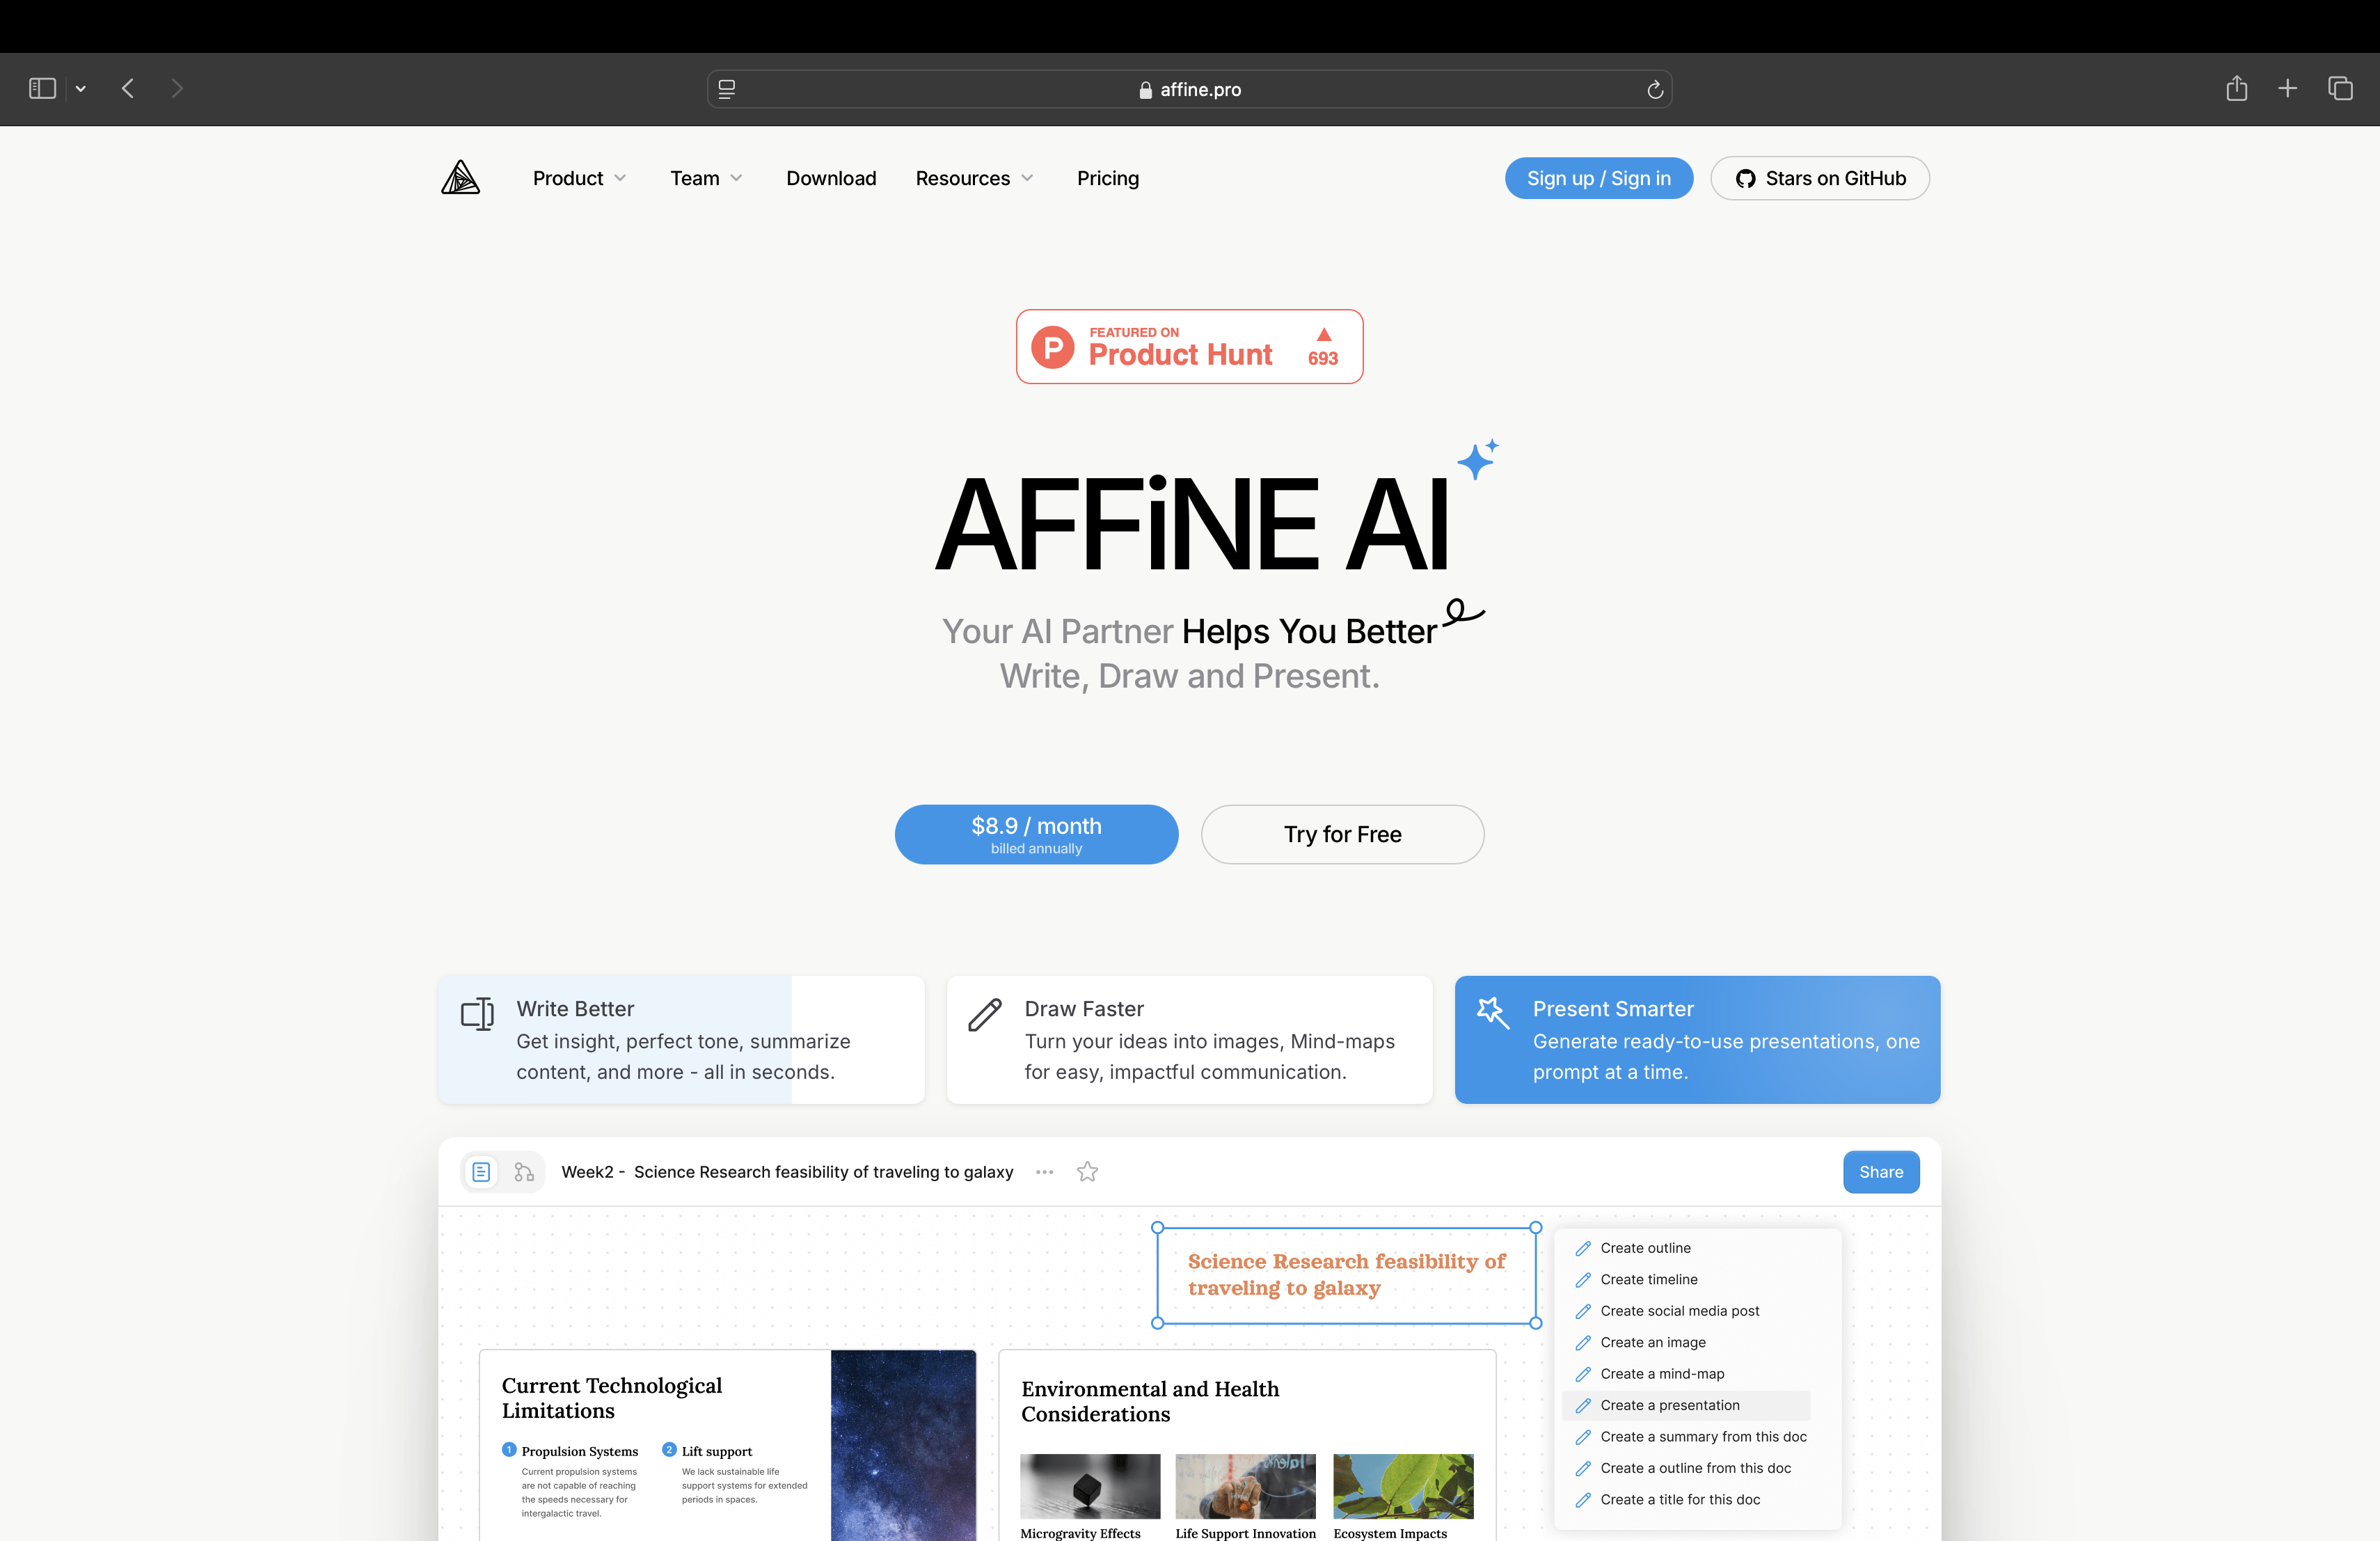 affine.pro
Product
Team
Download
Resources
Pricing
Sign up / Sign in
Stars on GitHub
FEATURED ON
Product Hunt
693
AFFiNE AI
Your AI Partner Helps You Better
Write, Draw and Present.
$8.9 / month
billed annually
Try for Free
Write Better
Get insight, perfect tone, summarize
content, and more - all in seconds.
Draw Faster
Turn your ideas into images, Mind-maps
for easy, impactful communication.
Present Smarter
Generate ready-to-use presentations, one
prompt at a time.
Week2 - Science Research feasibility of traveling to galaxy
Share
Science Research feasibility of
traveling to galaxy
Create outline
Create timeline
Create social media post
Create an image
Create a mind-map
Create a presentation
Create a summary from this doc
Create a outline from this doc
Create a title for this doc
Current Technological
Limitations
1 Propulsion Systems
Current propulsion systems
are not capable of reaching
the speeds necessary for
intergalactic travel.
2 Lift support
We lack sustainable life
support systems for extended
periods in spaces.
Environmental and Health
Considerations
Microgravity Effects
Life Support Innovation
Ecosystem Impacts